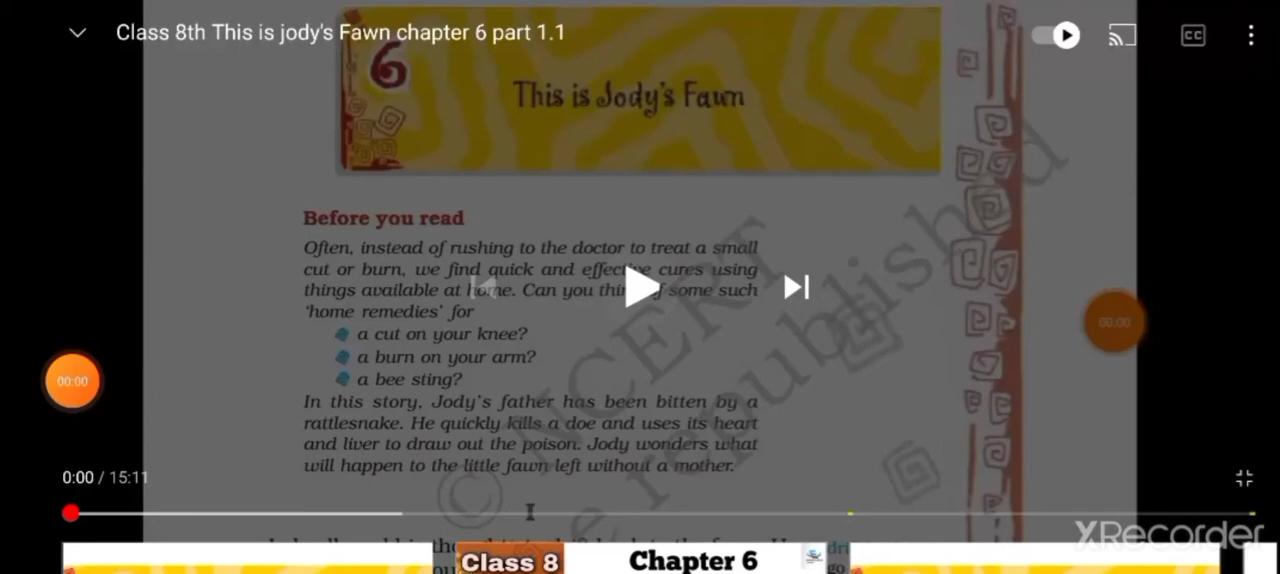 Class 8th This is jody's Fawn chapter 6 part 1.1
CC
6
This is Jody's Fawn
Before you read
Often, instead of rushing to the doctor to treat a small
cut or burn, we find quick and effective cures using
things available at home. Can you think of some such
'home remedies' for
a cut on your knee?
a burn on your arm?
a bee sting?
In this story, Jody's father has been bitten by a
rattlesnake. He quickly kills a doe and uses its heart
and liver to draw out the poison. Jody wonders what
will happen to the little fawn left without a mother.
© NCERT
be republished
00:00
00:00
0:00 / 15:11
XRecorder
Class 8
Chapter 6